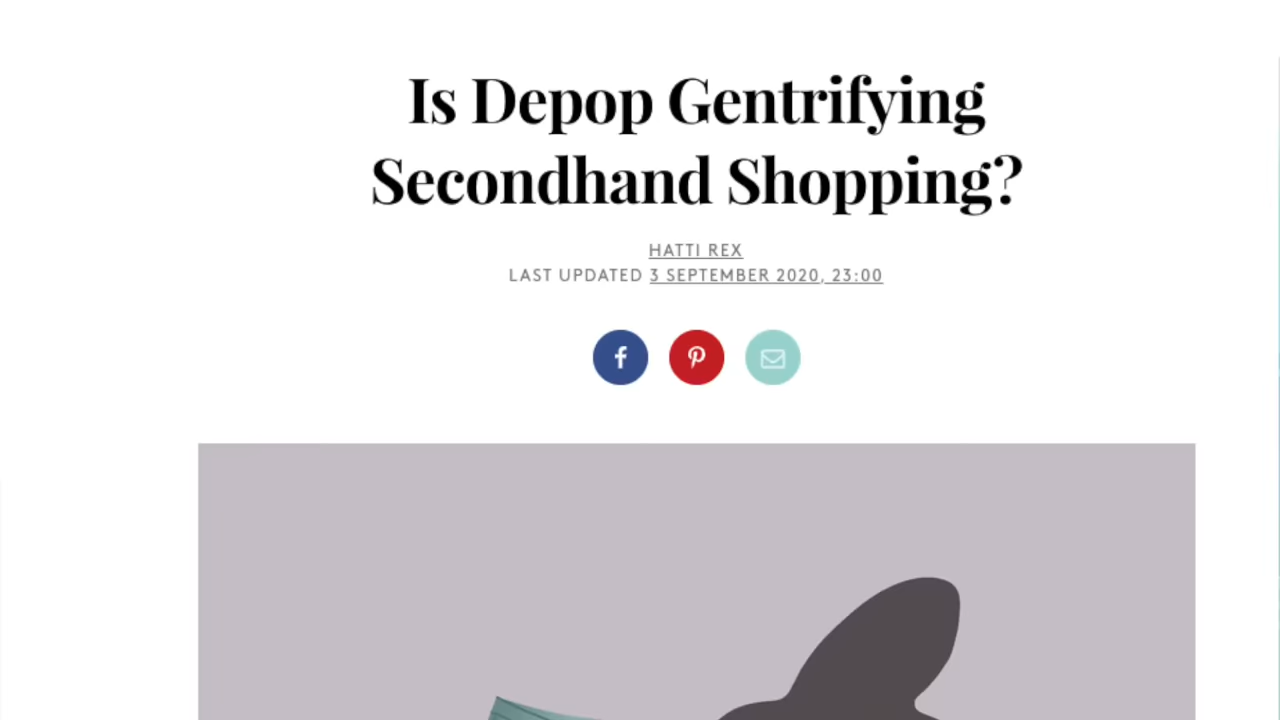 Is Depop Gentrifying
Secondhand Shopping?
HATTI REX
LAST UPDATED 3 SEPTEMBER 2020, 23:00